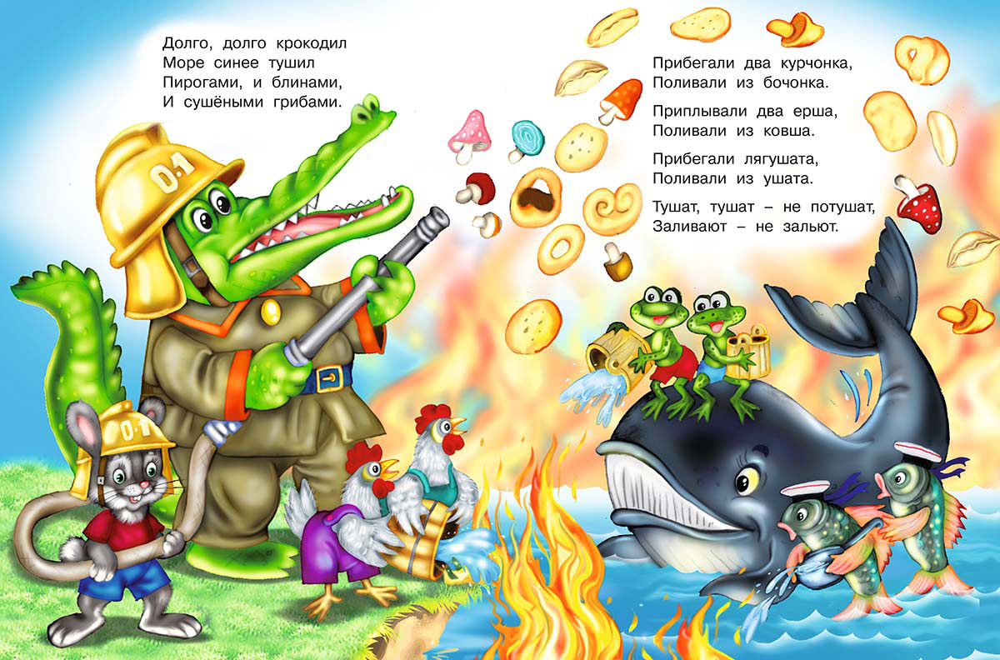 Долго, долго крокодил
Море синее тушил
Пирогами, и блинами,
И сушёными грибами.
Прибегали два курчонка,
Поливали из бочонка.
Приплывали два ерша,
Поливали из ковша.
Прибегали лягушата,
Поливали из ушата.
Тушат, тушат – не потушат,
Заливают – не зальют.
0-1
0-1